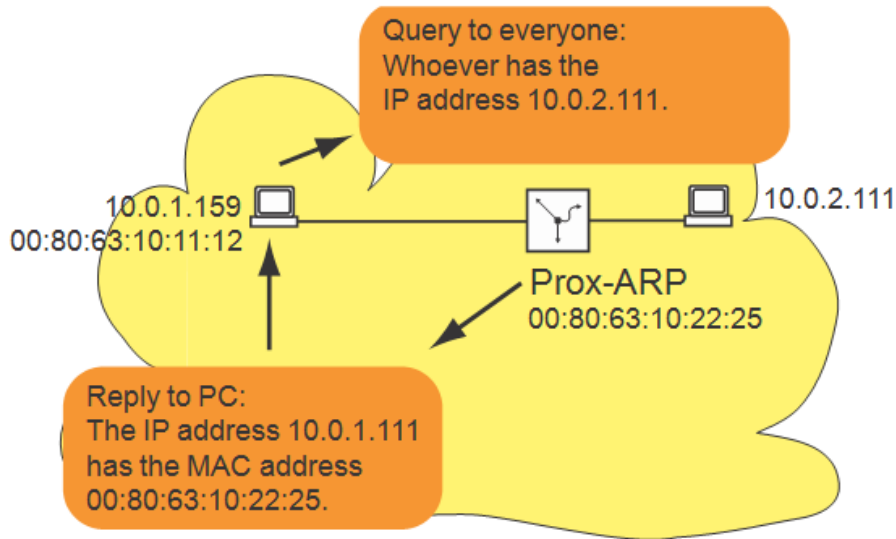 Query to everyone:
Whoever has the
IP address 10.0.2.111.
10.0.1.159
00:80:63:10:11:12
10.0.2.111
Prox-ARP
00:80:63:10:22:25
Reply to PC:
The IP address 10.0.1.111
has the MAC address
00:80:63:10:22:25.